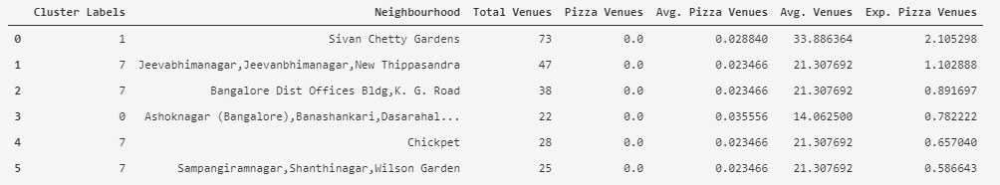 Cluster Labels Neighbourhood Total Venues Pizza Venues Avg. Pizza Venues Avg. Venues Exp. Pizza Venues
0 1 Sivan Chetty Gardens 73 0.0 0.028840 33.886364 2.105298
1 7 Jeevabhimanagar,Jeevanbhimanagar,New Thippasandra 47 0.0 0.023466 21.307692 1.102888
2 7 Bangalore Dist Offices Bldg,K. G. Road 38 0.0 0.023466 21.307692 0.891697
3 0 Ashoknagar (Bangalore),Banashankari,Dasarahal... 22 0.0 0.035556 14.062500 0.782222
4 7 Chickpet 28 0.0 0.023466 21.307692 0.657040
5 7 Sampangiramnagar,Shanthinagar,Wilson Garden 25 0.0 0.023466 21.307692 0.586643